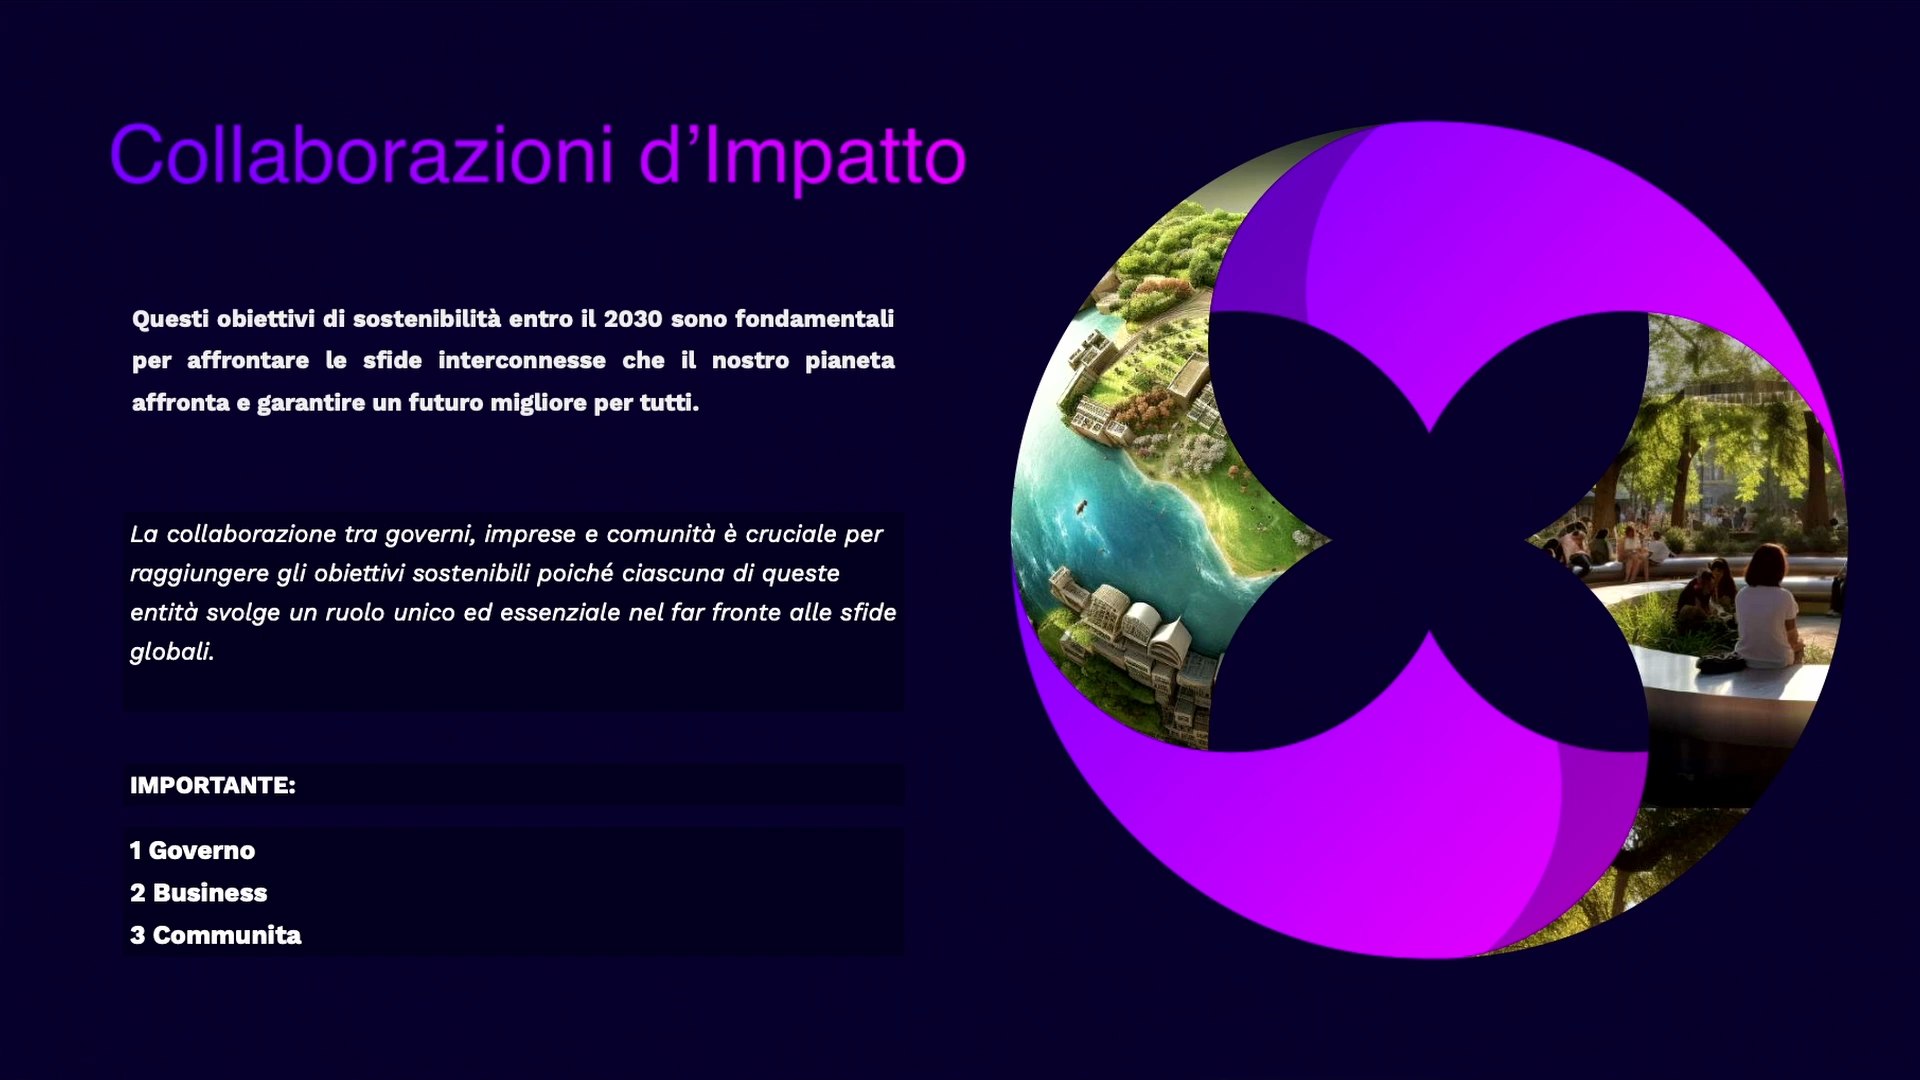 Collaborazioni d’Impatto
Questi obiettivi di sostenibilità entro il 2030 sono fondamentali
per affrontare le sfide interconnesse che il nostro pianeta
affronta e garantire un futuro migliore per tutti.
La collaborazione tra governi, imprese e comunità è cruciale per
raggiungere gli obiettivi sostenibili poiché ciascuna di queste
entità svolge un ruolo unico ed essenziale nel far fronte alle sfide
globali.
IMPORTANTE:
1 Governo
2 Business
3 Communita